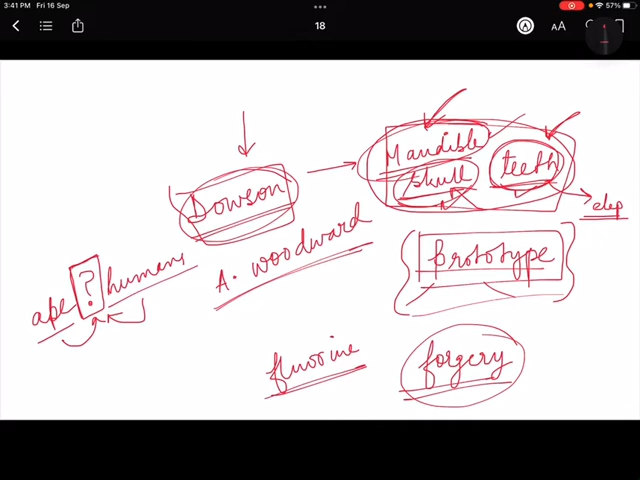 3:41 PM Fri 16 Sep
57%
18
AA
Mandible
skull
teeth
elep
Dowson
A. woodward
prototype
ape ? humans
fluorine
forgery